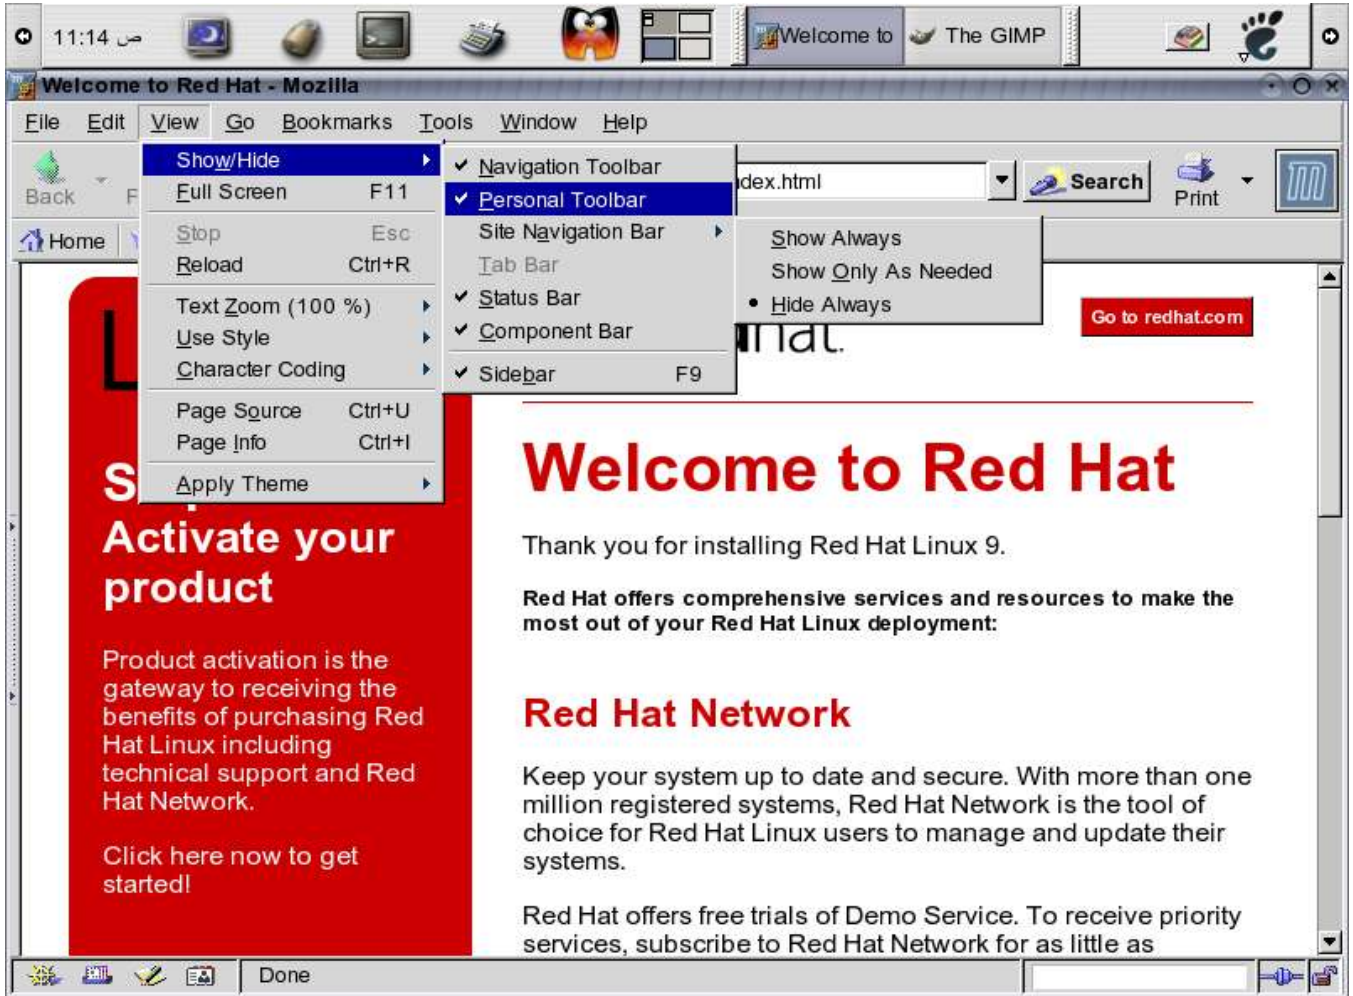 11:14 ص
Welcome to
The GIMP
Welcome to Red Hat - Mozilla
File Edit View Go Bookmarks Tools Window Help
Back
dex.html
Search
Print
Home
Show/Hide
Full Screen F11
Stop Esc
Reload Ctrl+R
Text Zoom (100 %)
Use Style
Character Coding
Page Source Ctrl+U
Page Info Ctrl+I
Apply Theme
Navigation Toolbar
Personal Toolbar
Site Navigation Bar
Tab Bar
Status Bar
Component Bar
Sidebar F9
Show Always
Show Only As Needed
Hide Always
Go to redhat.com
Activate your
product
Product activation is the
gateway to receiving the
benefits of purchasing Red
Hat Linux including
technical support and Red
Hat Network.
Click here now to get
started!
Welcome to Red Hat
Thank you for installing Red Hat Linux 9.
Red Hat offers comprehensive services and resources to make the
most out of your Red Hat Linux deployment:
Red Hat Network
Keep your system up to date and secure. With more than one
million registered systems, Red Hat Network is the tool of
choice for Red Hat Linux users to manage and update their
systems.
Red Hat offers free trials of Demo Service. To receive priority
services, subscribe to Red Hat Network for as little as
Done